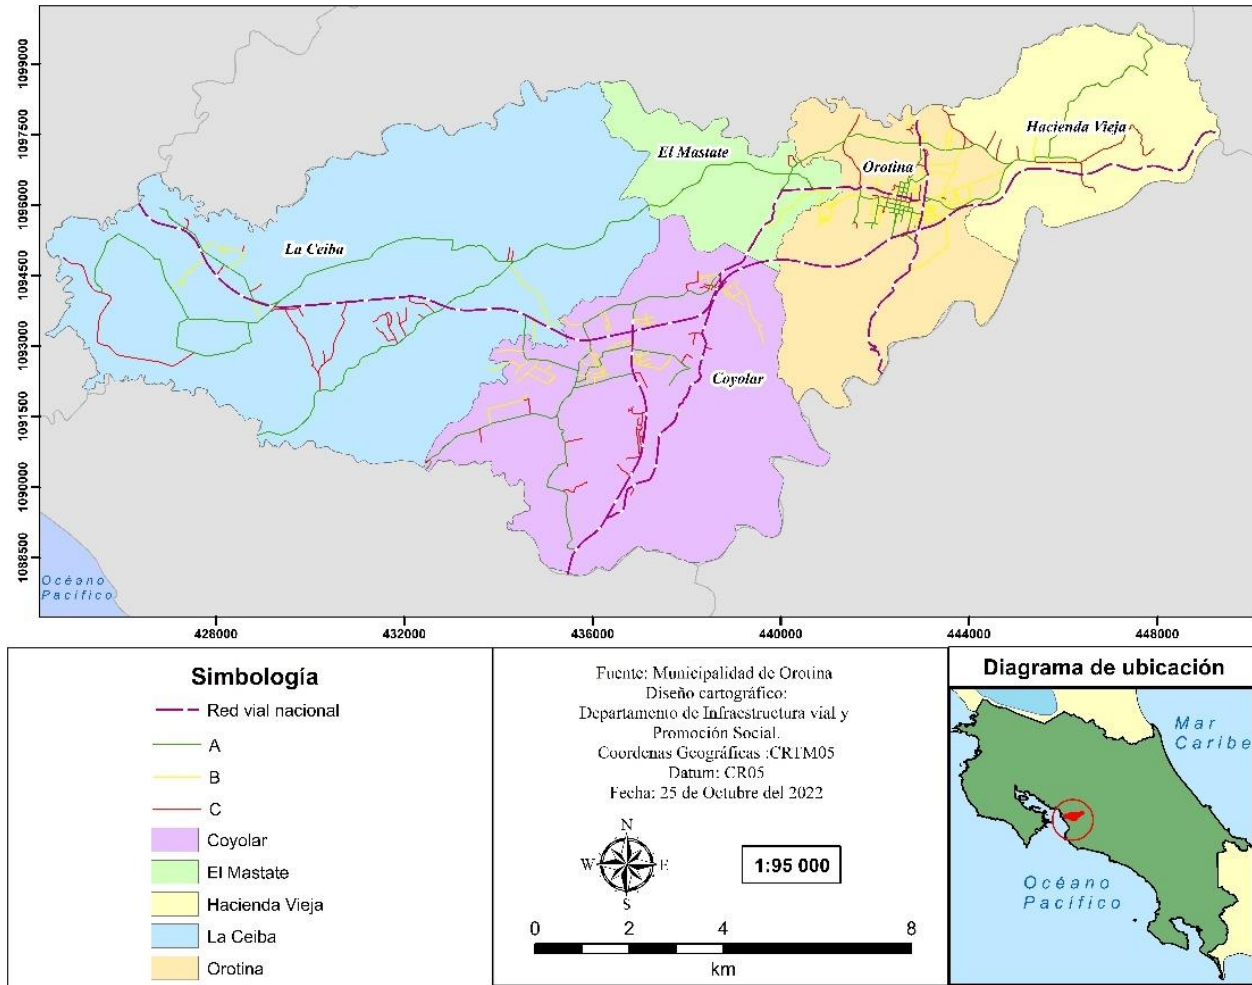 1099000
1097500
1096000
1094500
1093000
1091500
1090000
1088500
Hacienda Vieja
El Mastate
Orotina
La Ceiba
Coyolar
Océano
Pacífico
428000
432000
436000
440000
444000
448000
Simbología
Red vial nacional
A
B
C
Coyolar
El Mastate
Hacienda Vieja
La Ceiba
Orotina
Fuente: Municipalidad de Orotina
Diseño cartográfico:
Departamento de Infraestructura vial y
Promoción Social.
Coordenas Geográficas :CRTM05
Datum: CR05
Fecha: 25 de Octubre del 2022
N
W E
S
1:95 000
0 2 4 8
km
Diagrama de ubicación
Mar
Caribe
Océano
Pacífico